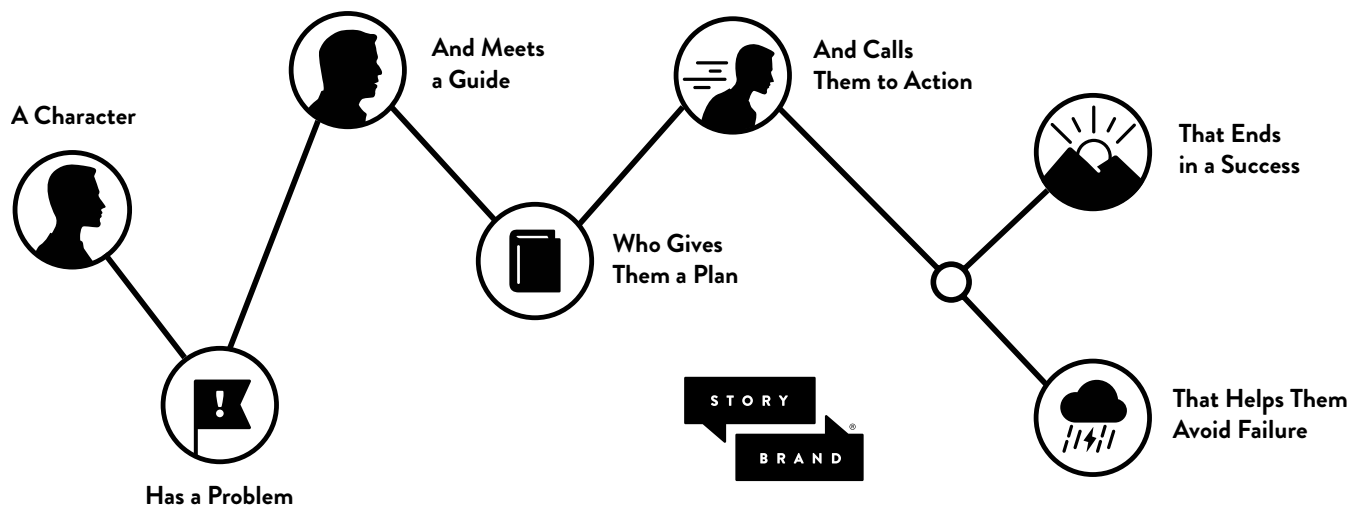 A Character
Has a Problem
And Meets
a Guide
Who Gives
Them a Plan
And Calls
Them to Action
That Ends
in a Success
That Helps Them
Avoid Failure
!
STORY
BRAND
®